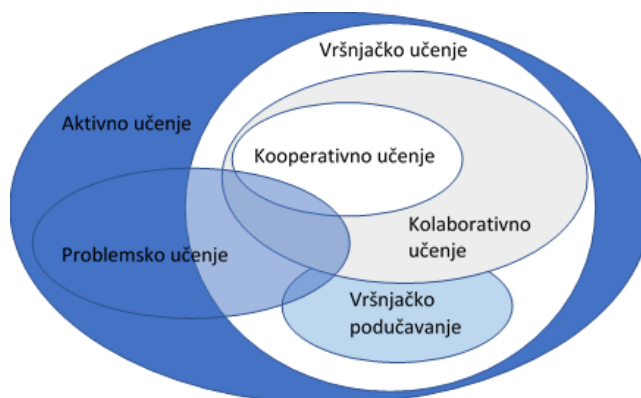 Vršnjačko učenje
Aktivno učenje
Kooperativno učenje
Kolaborativno
učenje
Problemsko učenje
Vršnjačko
podučavanje